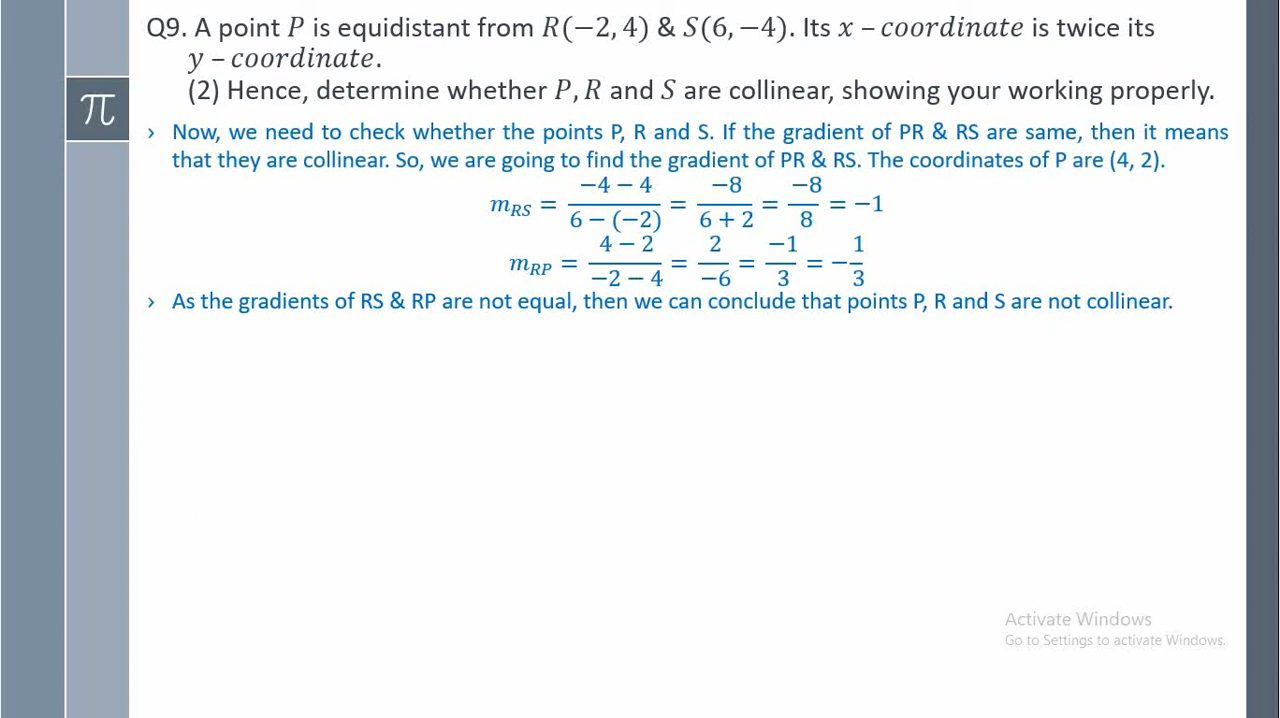 Q9. A point P is equidistant from R(−2, 4) & S(6, −4). Its x − coordinate is twice its
y − coordinate.
(2) Hence, determine whether P, R and S are collinear, showing your working properly.
π
› Now, we need to check whether the points P, R and S. If the gradient of PR & RS are same, then it means
that they are collinear. So, we are going to find the gradient of PR & RS. The coordinates of P are (4, 2).
m_RS = (−4 − 4)/(6 − (−2)) = (−8)/(6 + 2) = (−8)/8 = −1
m_RP = (4 − 2)/(−2 − 4) = 2/(−6) = (−1)/3 = −1/3
› As the gradients of RS & RP are not equal, then we can conclude that points P, R and S are not collinear.
Activate Windows
Go to Settings to activate Windows.